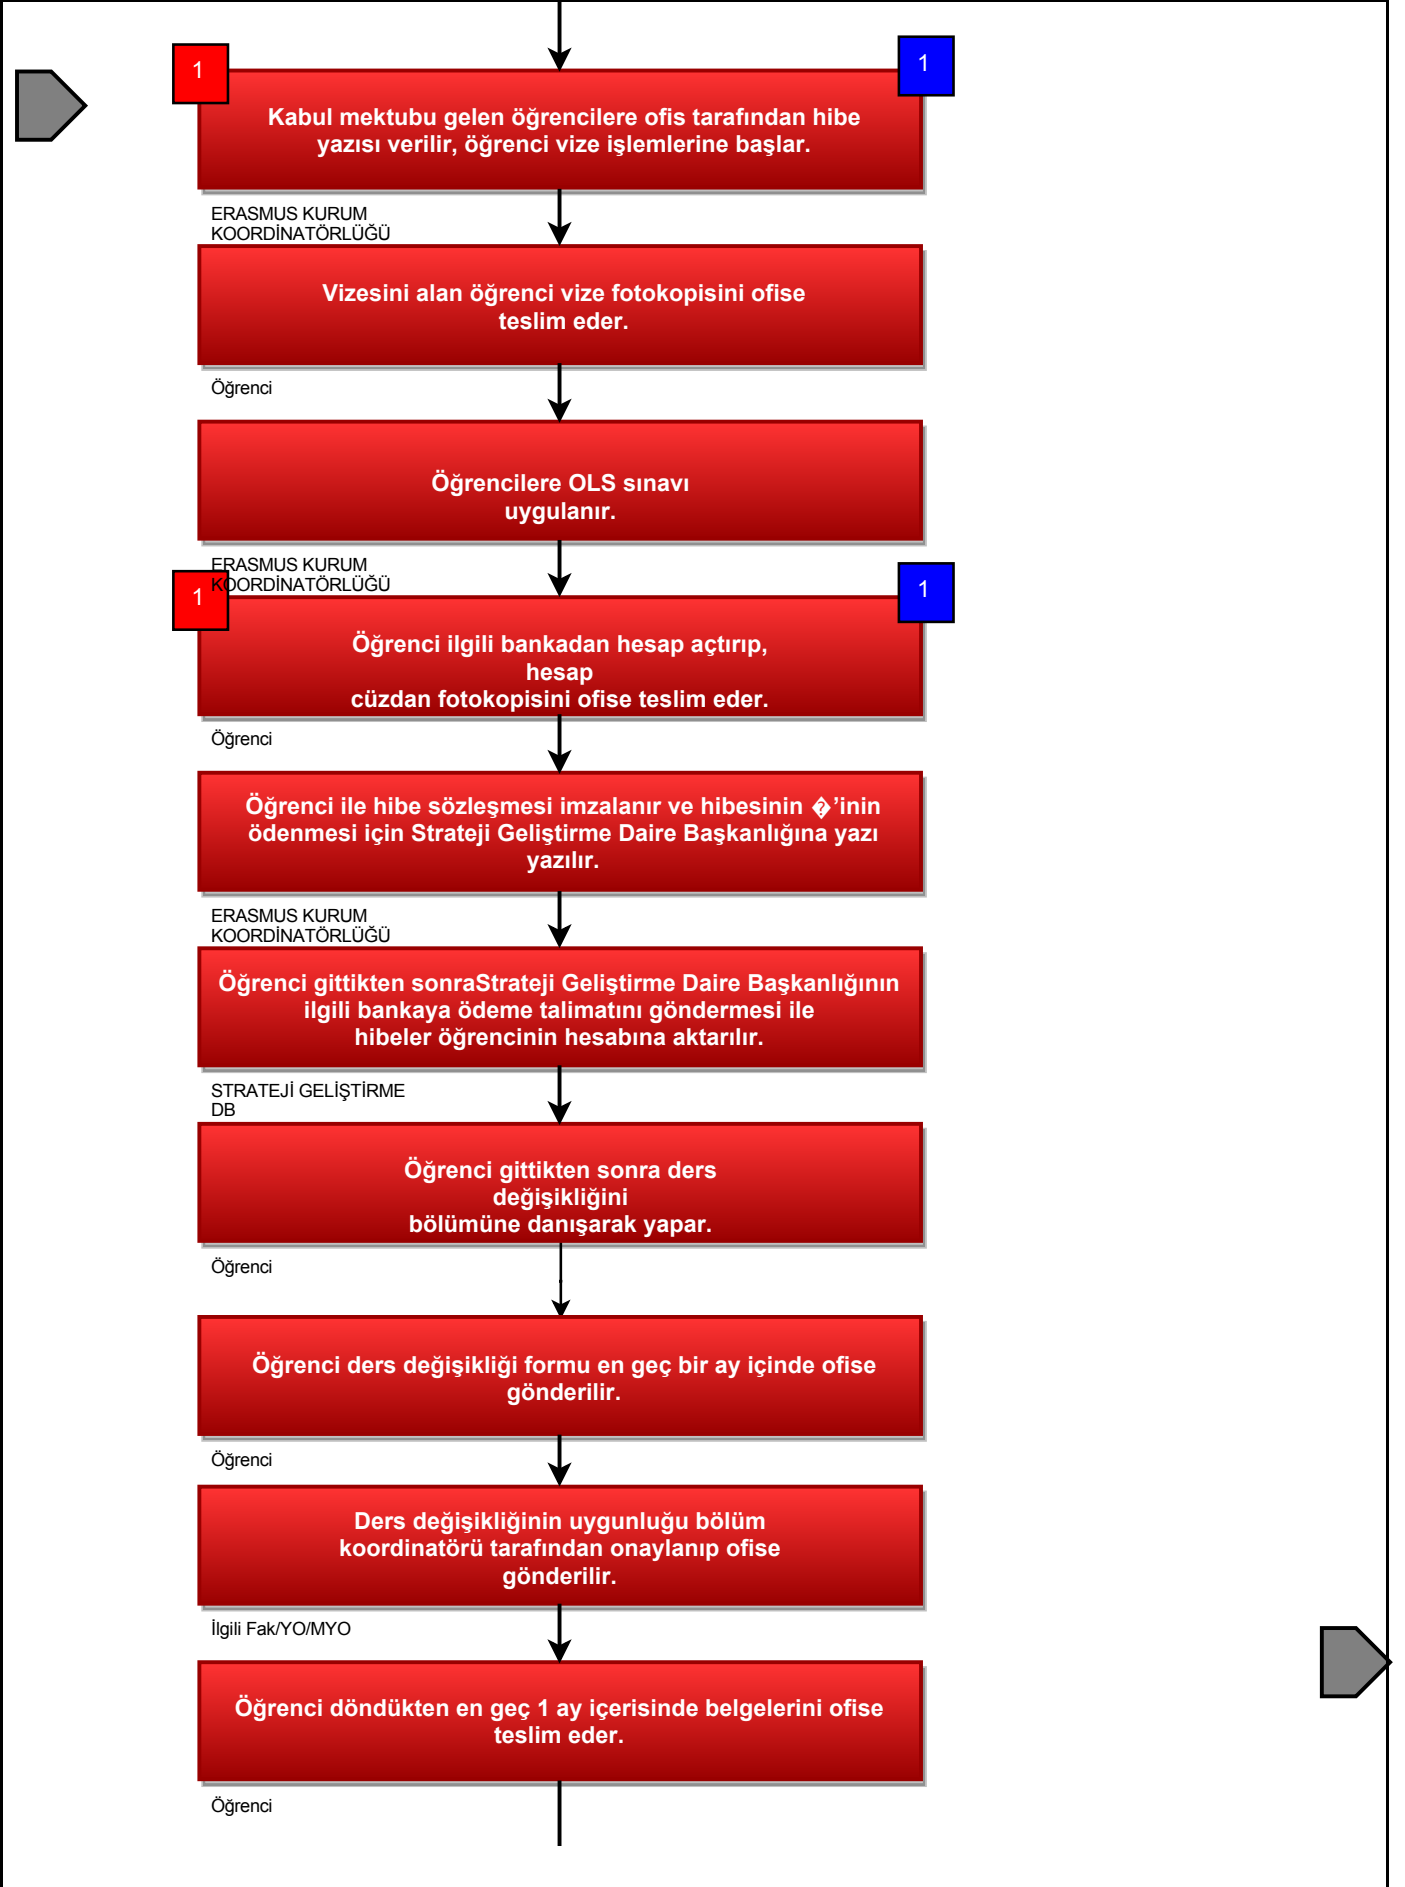 1
1
Kabul mektubu gelen öğrencilere ofis tarafından hibe
yazısı verilir, öğrenci vize işlemlerine başlar.
ERASMUS KURUM
KOORDİNATÖRLÜĞÜ
Vizesini alan öğrenci vize fotokopisini ofise
teslim eder.
Öğrenci
Öğrencilere OLS sınavı
uygulanır.
ERASMUS KURUM
KOORDİNATÖRLÜĞÜ
1
1
Öğrenci ilgili bankadan hesap açtırıp,
hesap
cüzdan fotokopisini ofise teslim eder.
Öğrenci
Öğrenci ile hibe sözleşmesi imzalanır ve hibesinin �’inin
ödenmesi için Strateji Geliştirme Daire Başkanlığına yazı
yazılır.
ERASMUS KURUM
KOORDİNATÖRLÜĞÜ
Öğrenci gittikten sonraStrateji Geliştirme Daire Başkanlığının
ilgili bankaya ödeme talimatını göndermesi ile
hibeler öğrencinin hesabına aktarılır.
STRATEJİ GELİŞTİRME
DB
Öğrenci gittikten sonra ders
değişikliğini
bölümüne danışarak yapar.
Öğrenci
Öğrenci ders değişikliği formu en geç bir ay içinde ofise
gönderilir.
Öğrenci
Ders değişikliğinin uygunluğu bölüm
koordinatörü tarafından onaylanıp ofise
gönderilir.
İlgili Fak/YO/MYO
Öğrenci döndükten en geç 1 ay içerisinde belgelerini ofise
teslim eder.
Öğrenci